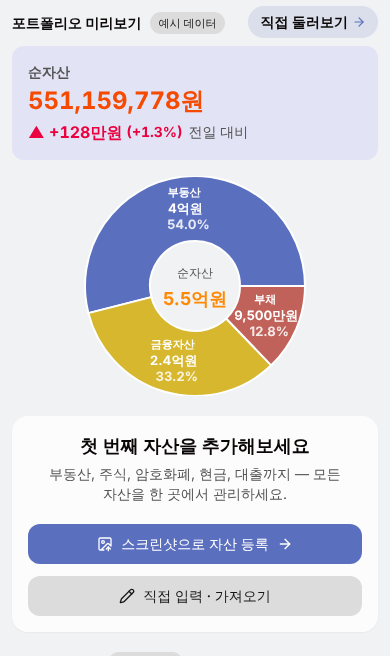 포트폴리오 미리보기 예시 데이터 직접 둘러보기 →
순자산
551,159,778원
▲ +128만원 (+1.3%) 전일 대비
부동산
4억원
54.0%
순자산
5.5억원
부채
9,500만원
12.8%
금융자산
2.4억원
33.2%
첫 번째 자산을 추가해보세요
부동산, 주식, 암호화폐, 현금, 대출까지 — 모든
자산을 한 곳에서 관리하세요.
스크린샷으로 자산 등록 →
직접 입력 · 가져오기